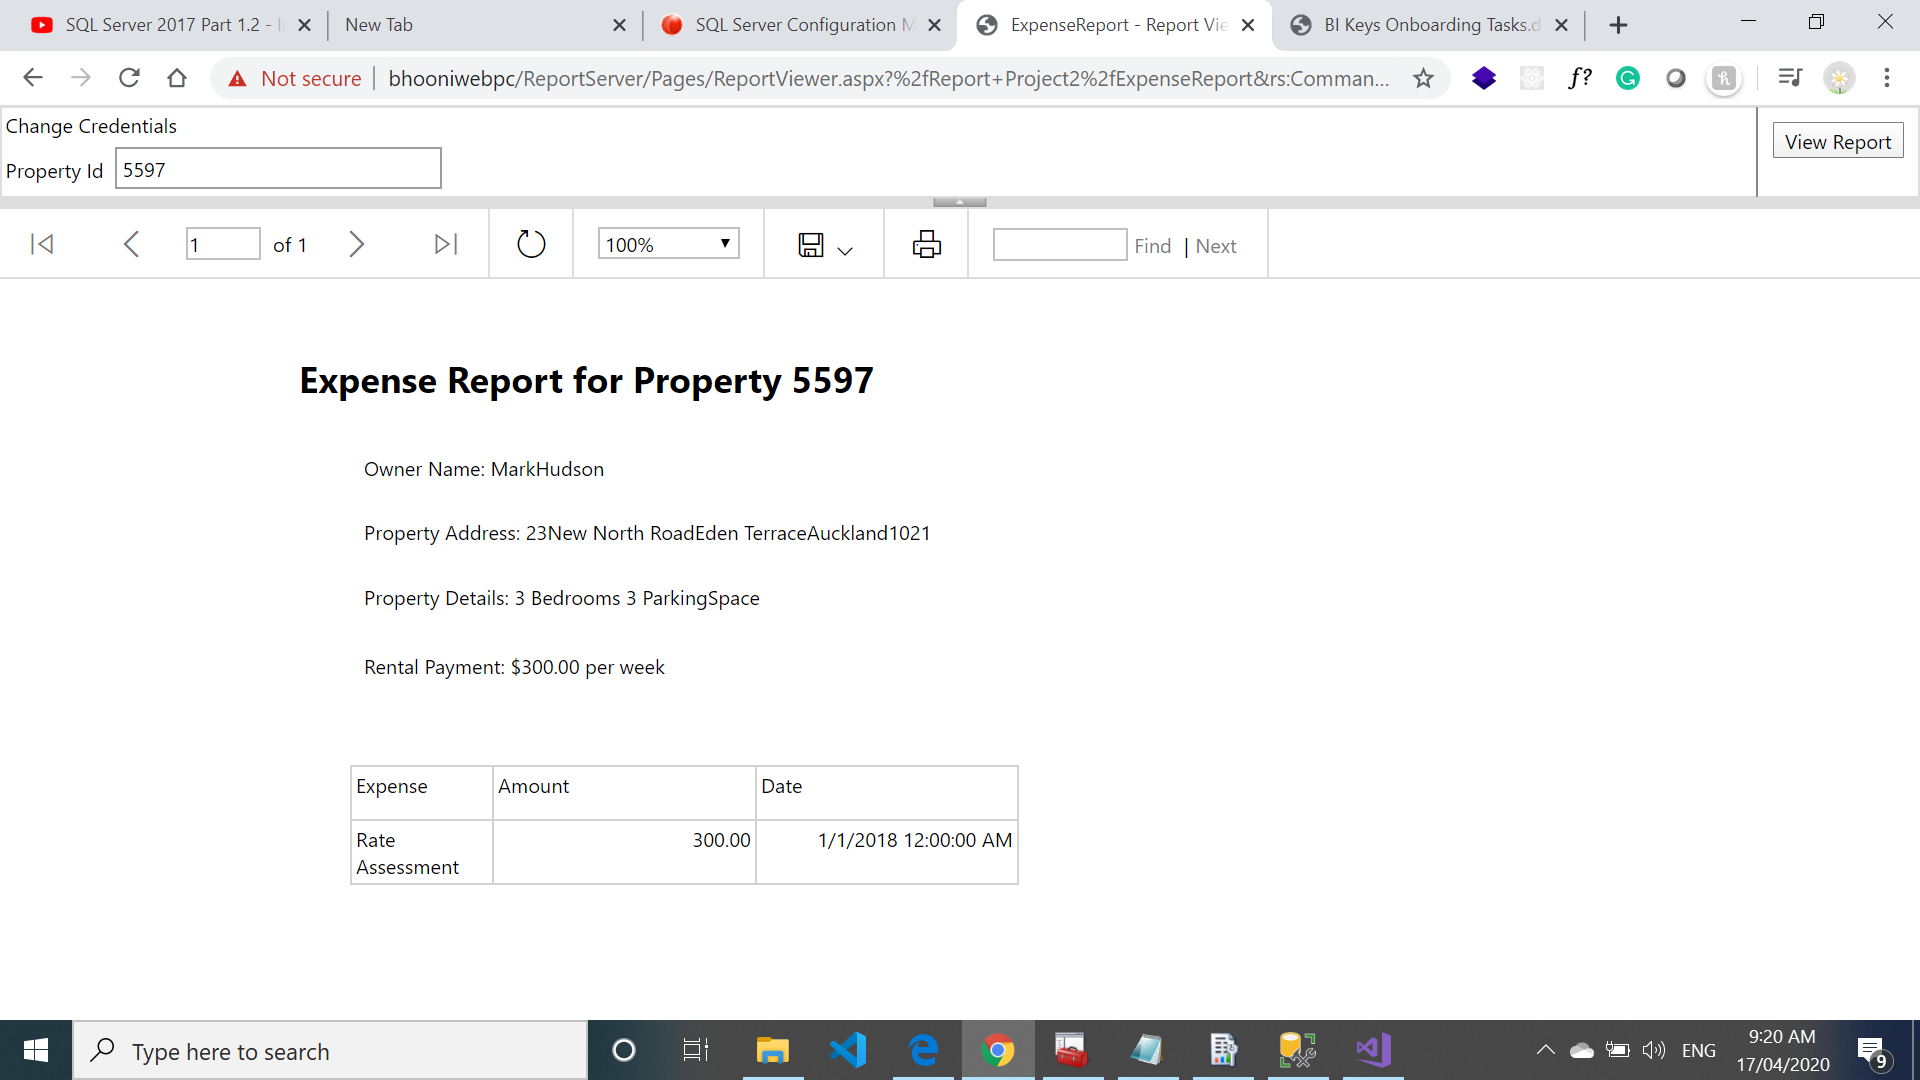 SQL Server 2017 Part 1.2 - I
New Tab
SQL Server Configuration M
ExpenseReport - Report Vie
BI Keys Onboarding Tasks.d
Not secure
bhooniwebpc/ReportServer/Pages/ReportViewer.aspx?%2fReport+Project2%2fExpenseReport&rs:Comman...
f?
Change Credentials
View Report
Property Id
5597
1
of 1
100%
Find | Next
Expense Report for Property 5597
Owner Name: MarkHudson
Property Address: 23New North RoadEden TerraceAuckland1021
Property Details: 3 Bedrooms 3 ParkingSpace
Rental Payment: $300.00 per week
Expense Amount Date
Rate 300.00 1/1/2018 12:00:00 AM
Assessment
Type here to search
ENG
9:20 AM
17/04/2020
9